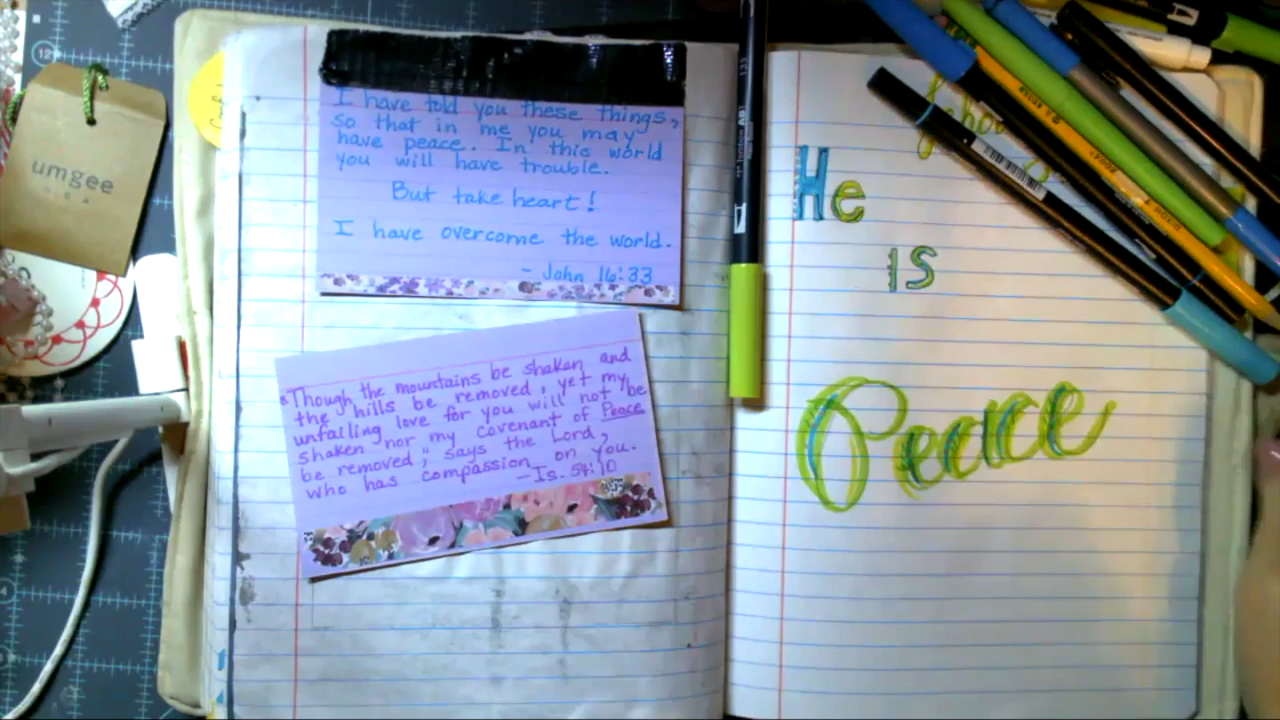 umgee
I have told you these things,
so that in me you may
have peace. In this world
you will have trouble.
But take heart!
I have overcome the world.
- John 16:33
"Though the mountains be shaken and
the hills be removed, yet my
unfailing love for you will not be
shaken nor my covenant of Peace
be removed," says the Lord,
who has compassion on you.
-Is. 54:10
He
is
Peace